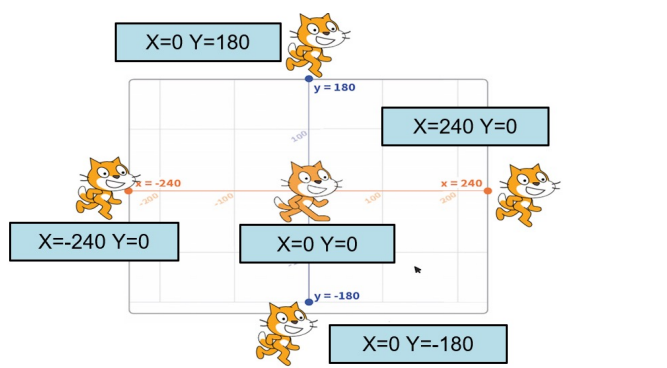 X=0 Y=180
y = 180
100
X=240 Y=0
x = -240
x = 240
-200
-100
100
200
X=-240 Y=0
X=0 Y=0
y = -180
X=0 Y=-180